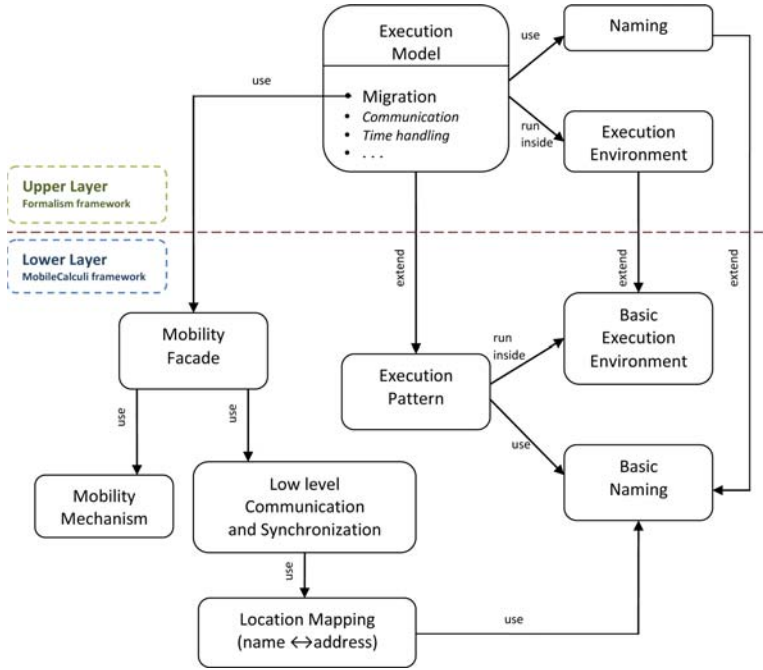 Execution
Model
use
Naming
use
• Migration
• Communication
• Time handling
• . . .
run
inside
Execution
Environment
Upper Layer
Formalism framework
Lower Layer
MobileCalculi framework
extend
extend
extend
Mobility
Facade
Basic
Execution
Environment
run
inside
Execution
Pattern
use
use
use
Basic
Naming
Mobility
Mechanism
Low level
Communication
and Synchronization
use
Location Mapping
(name ↔address)
use